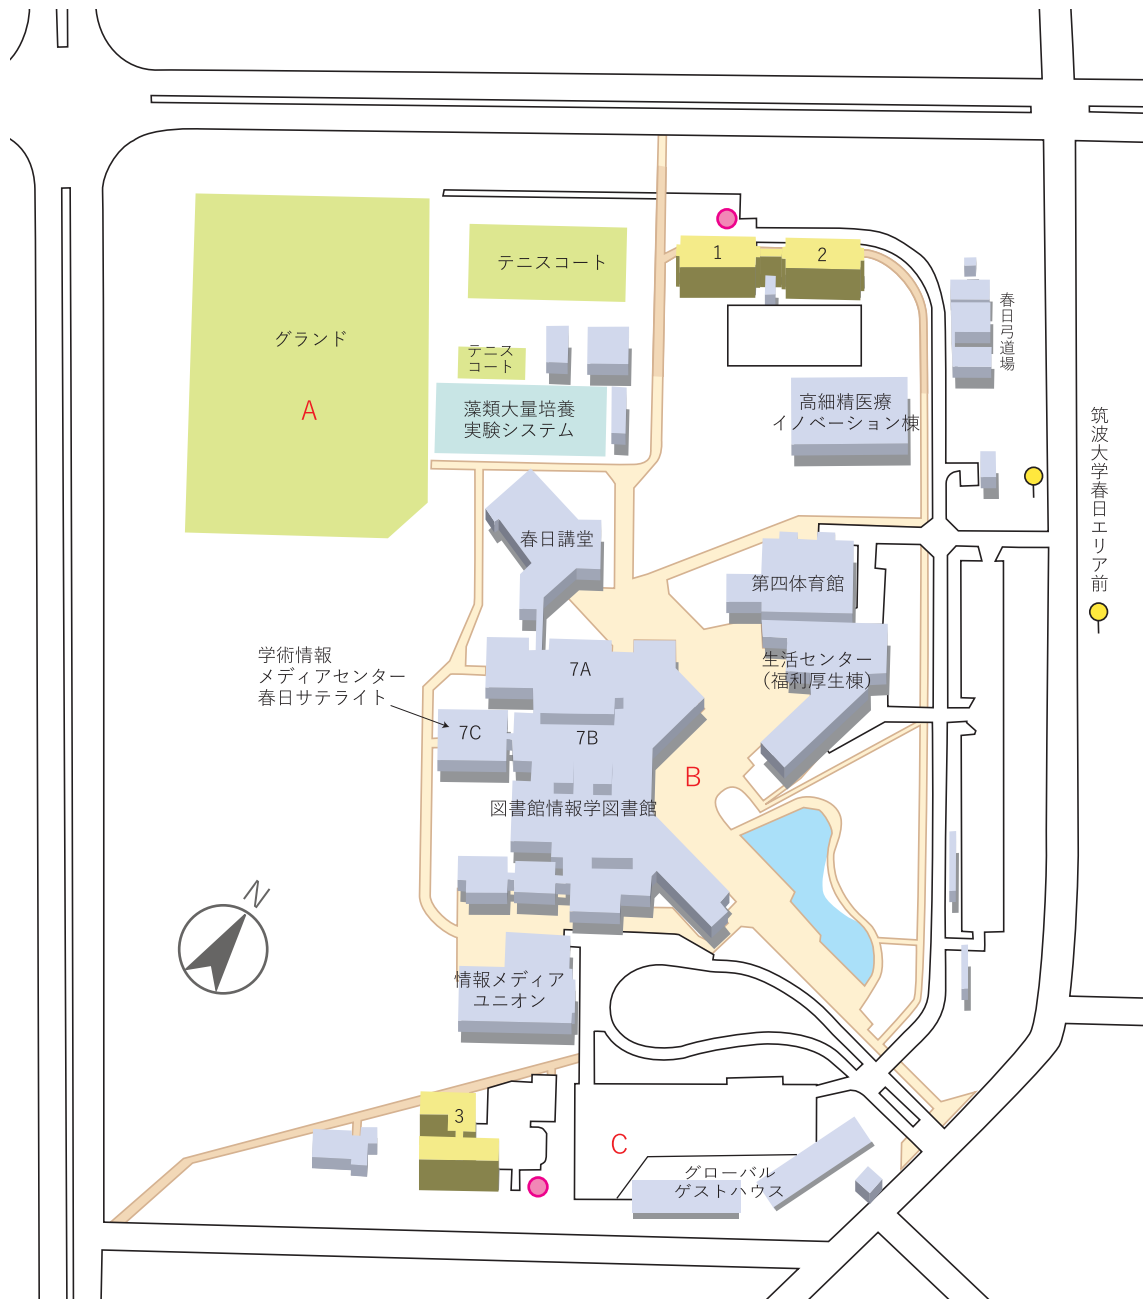 1
2
テニスコート
春日弓道場
グランド
テニス
コート
A
藻類大量培養
実験システム
高細精医療
イノベーション棟
筑波大学春日エリア前
春日講堂
第四体育館
学術情報
メディアセンター
春日サテライト
7A
生活センター
（福利厚生棟）
7C
7B
B
図書館情報学図書館
N
情報メディア
ユニオン
3
C
グローバル
ゲストハウス